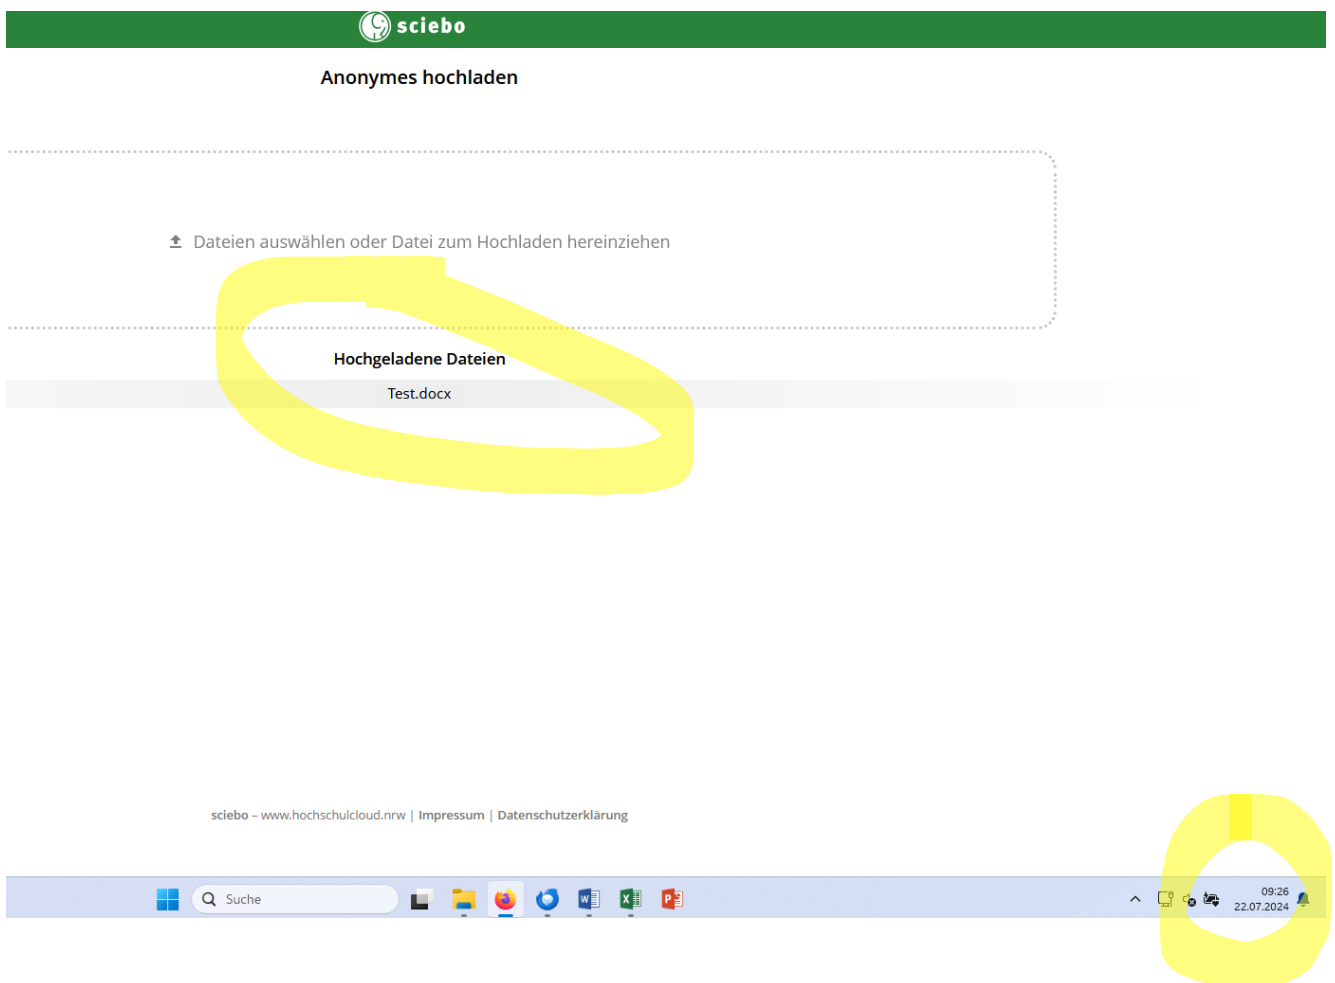 sciebo
Anonymes hochladen
Dateien auswählen oder Datei zum Hochladen hereinziehen
Hochgeladene Dateien
Test.docx
sciebo – www.hochschulcloud.nrw | Impressum | Datenschutzerklärung
Suche
09:26
22.07.2024